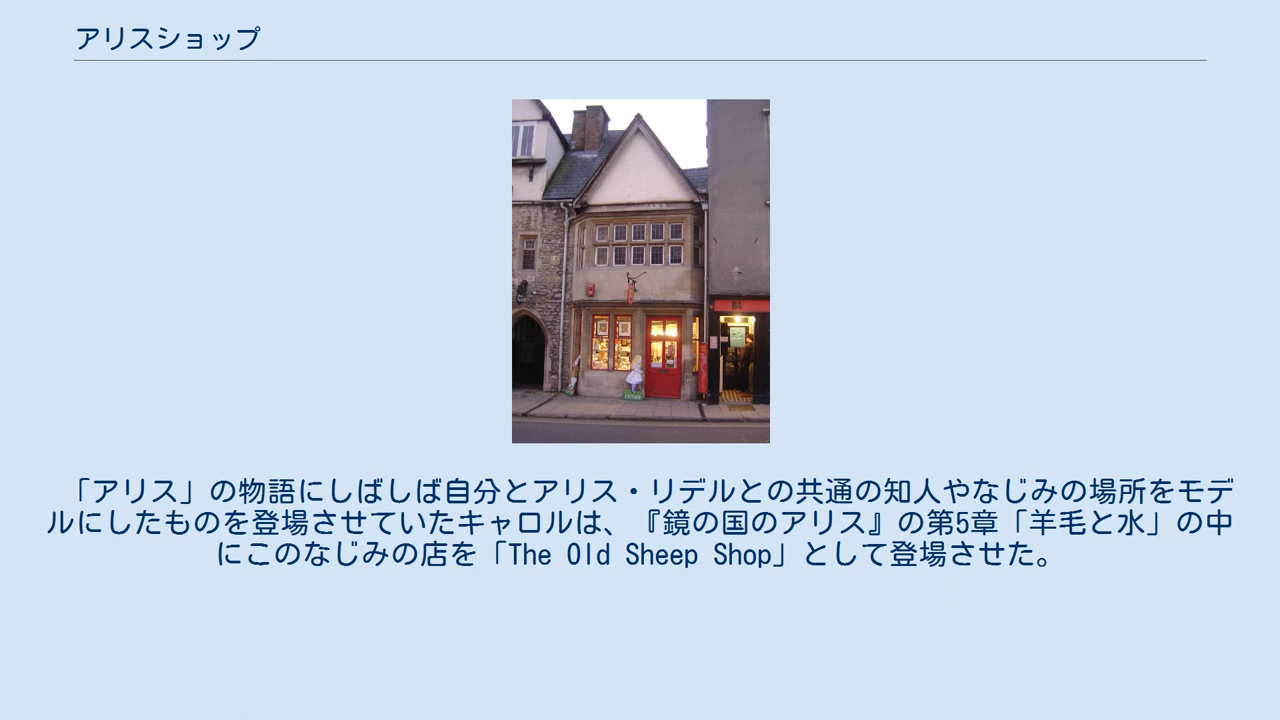 アリスショップ
「アリス」の物語にしばしば自分とアリス・リデルとの共通の知人やなじみの場所をモデ
ルにしたものを登場させていたキャロルは、『鏡の国のアリス』の第5章「羊毛と水」の中
にこのなじみの店を「The Old Sheep Shop」として登場させた。